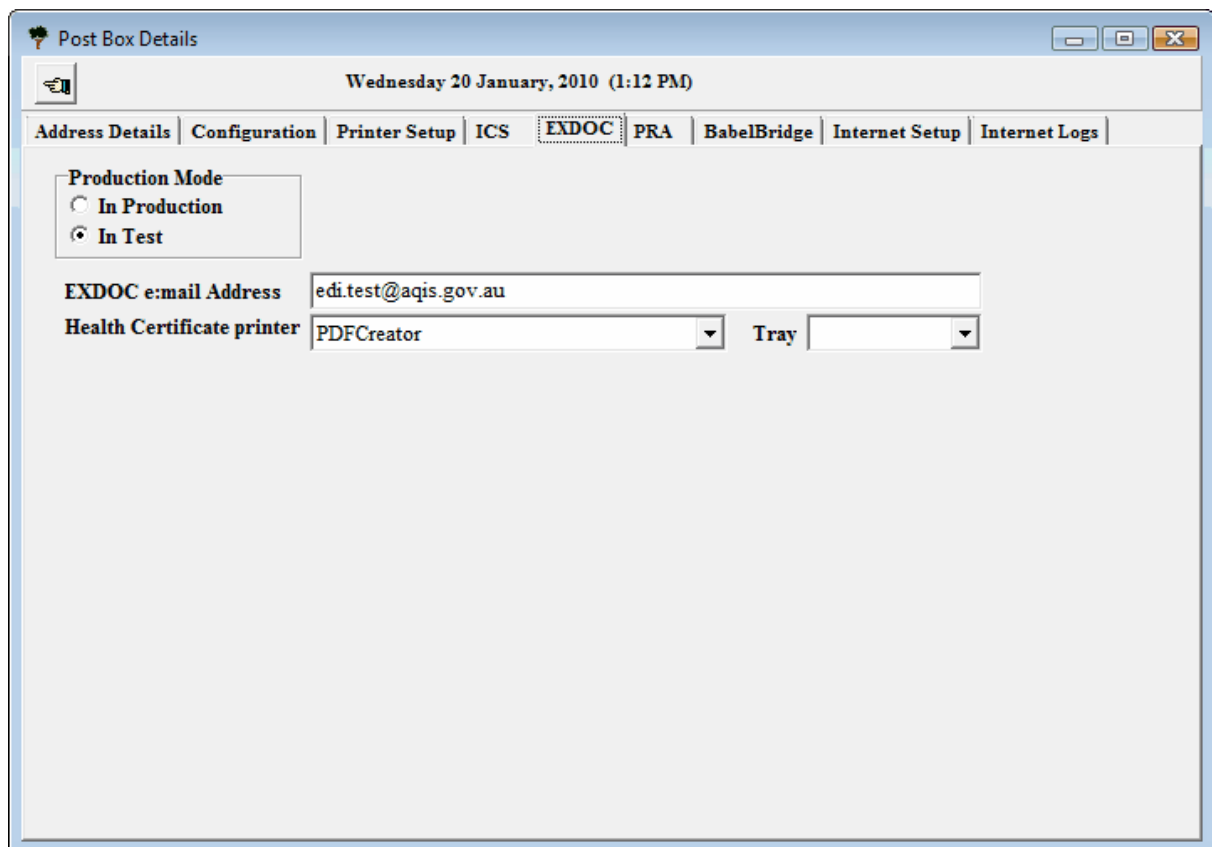 Post Box Details
Wednesday 20 January, 2010 (1:12 PM)
Address Details Configuration Printer Setup ICS EXDOC PRA BabelBridge Internet Setup Internet Logs
Production Mode
In Production
In Test
EXDOC e:mail Address edi.test@aqis.gov.au
Health Certificate printer PDFCreator Tray